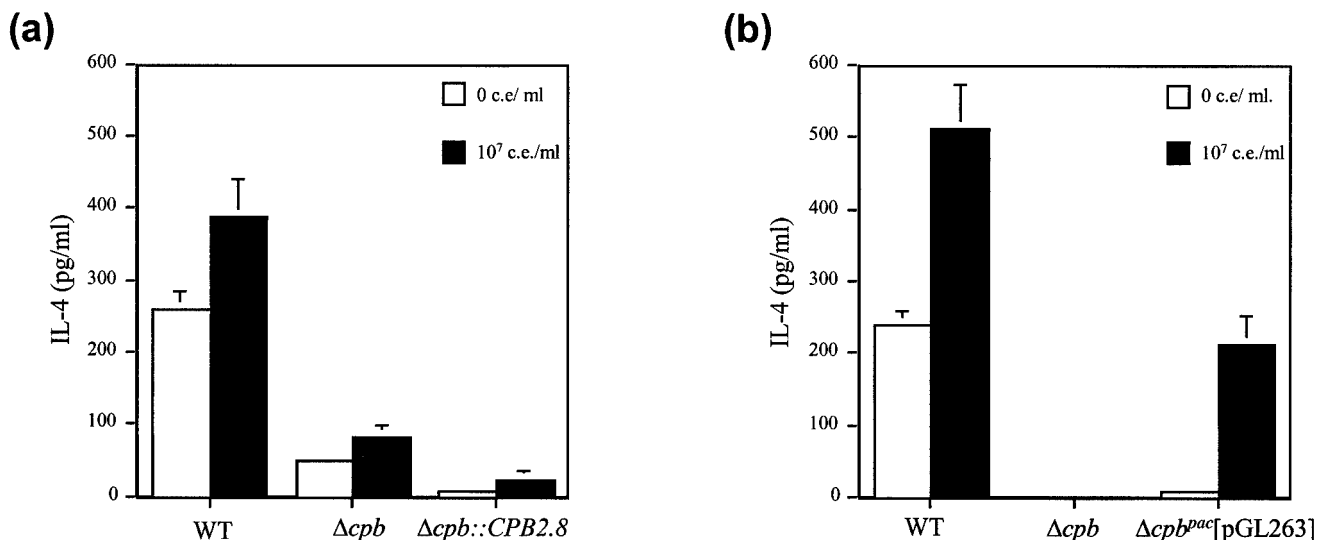 (a)
600
500
400
300
200
100
0
IL-4 (pg/ml)
0 c.e/ ml
10⁷ c.e./ml
WT
Δcpb
Δcpb::CPB2.8
(b)
600
500
400
300
200
100
0
IL-4 (pg/ml)
0 c.e/ ml.
10⁷ c.e./ml
WT
Δcpb
Δcpbᵖᵃᶜ[pGL263]